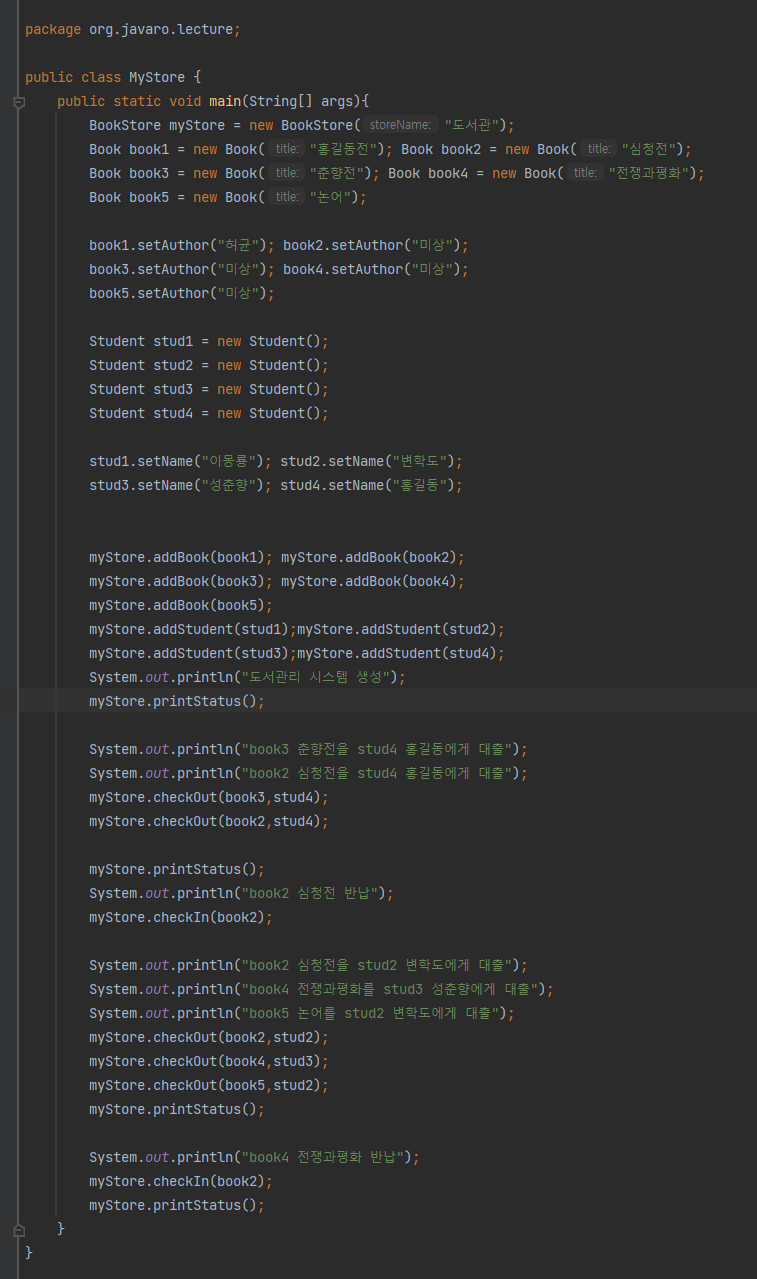 package org.javaro.lecture;
public class MyStore {
public static void main(String[] args){
BookStore myStore = new BookStore( storeName: "도서관");
Book book1 = new Book( title: "홍길동전"); Book book2 = new Book( title: "심청전");
Book book3 = new Book( title: "춘향전"); Book book4 = new Book( title: "전쟁과평화");
Book book5 = new Book( title: "논어");
book1.setAuthor("허균"); book2.setAuthor("미상");
book3.setAuthor("미상"); book4.setAuthor("미상");
book5.setAuthor("미상");
Student stud1 = new Student();
Student stud2 = new Student();
Student stud3 = new Student();
Student stud4 = new Student();
stud1.setName("이몽룡"); stud2.setName("변학도");
stud3.setName("성춘향"); stud4.setName("홍길동");
myStore.addBook(book1); myStore.addBook(book2);
myStore.addBook(book3); myStore.addBook(book4);
myStore.addBook(book5);
myStore.addStudent(stud1);myStore.addStudent(stud2);
myStore.addStudent(stud3);myStore.addStudent(stud4);
System.out.println("도서관리 시스템 생성");
myStore.printStatus();
System.out.println("book3 춘향전을 stud4 홍길동에게 대출");
System.out.println("book2 심청전을 stud4 홍길동에게 대출");
myStore.checkOut(book3,stud4);
myStore.checkOut(book2,stud4);
myStore.printStatus();
System.out.println("book2 심청전 반납");
myStore.checkIn(book2);
System.out.println("book2 심청전을 stud2 변학도에게 대출");
System.out.println("book4 전쟁과평화를 stud3 성춘향에게 대출");
System.out.println("book5 논어를 stud2 변학도에게 대출");
myStore.checkOut(book2,stud2);
myStore.checkOut(book4,stud3);
myStore.checkOut(book5,stud2);
myStore.printStatus();
System.out.println("book4 전쟁과평화 반납");
myStore.checkIn(book2);
myStore.printStatus();
}
}